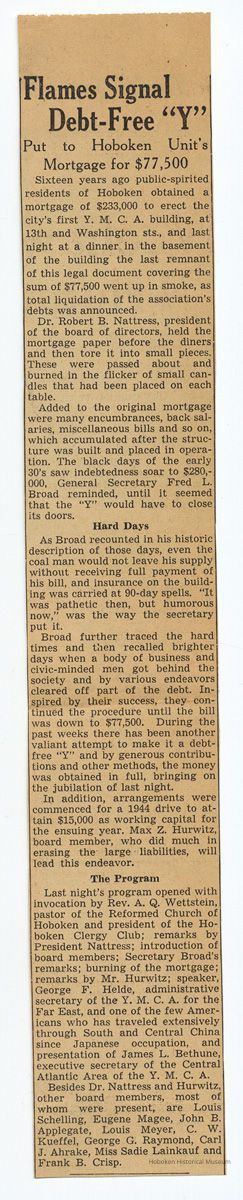 Flames Signal
Debt-Free "Y"
Put to Hoboken Unit's
Mortgage for $77,500
Sixteen years ago public-spirited
residents of Hoboken obtained a
mortgage of $233,000 to erect the
city's first Y. M. C. A. building, at
13th and Washington sts., and last
night at a dinner in the basement
of the building the last remnant
of this legal document covering the
sum of $77,500 went up in smoke, as
total liquidation of the association's
debts was announced.
Dr. Robert B. Nattress, president
of the board of directors, held the
mortgage paper before the diners
and then tore it into small pieces.
These were passed about and
burned in the flicker of small can-
dles that had been placed on each
table.
Added to the original mortgage
were many encumbrances, back sal-
aries, miscellaneous bills and so on,
which accumulated after the struc-
ture was built and placed in opera-
tion. The black days of the early
30's saw indebtedness soar to $280,-
000, General Secretary Fred L.
Broad reminded, until it seemed
that the "Y" would have to close
its doors.
Hard Days
As Broad recounted in his historic
description of those days, even the
coal man would not leave his supply
without receiving full payment of
his bill, and insurance on the build-
ing was carried at 90-day spells. "It
was pathetic then, but humorous
now," was the way the secretary
put it.
Broad further traced the hard
times and then recalled brighter
days when a body of business and
civic-minded men got behind the
society and by various endeavors
cleared off part of the debt. In-
spired by their success, they con-
tinued the procedure until the bill
was down to $77,500. During the
past weeks there has been another
valiant attempt to make it a debt-
free "Y" and by generous contribu-
tions and other methods, the money
was obtained in full, bringing on
the jubilation of last night.
In addition, arrangements were
commenced for a 1944 drive to at-
tain $15,000 as working capital for
the ensuing year. Max Z. Hurwitz,
board member, who did much in
erasing the large liabilities, will
lead this endeavor.
The Program
Last night's program opened with
invocation by Rev. A. Q. Wettstein,
pastor of the Reformed Church of
Hoboken and president of the Ho-
boken Clergy Club; remarks by
President Nattress; introduction of
board members; Secretary Broad's
remarks; burning of the mortgage;
remarks by Mr. Hurwitz; speaker,
George F. Helde, administrative
secretary of the Y. M. C. A. for the
Far East, and one of the few Amer-
icans who has traveled extensively
through South and Central China
since Japanese occupation, and
presentation of James L. Bethune,
executive secretary of the Central
Atlantic Area of the Y. M. C. A.
Besides Dr. Nattress and Hurwitz,
other board members, most of
whom were present, are Louis
Schelling, Eugene Magee, John B.
Applegate, Louis Meyer, C. W.
Kueffel, George G. Raymond, Carl
J. Ahrake, Miss Sadie Lainkauf and
Frank B. Crisp.
Hoboken Historical Museum